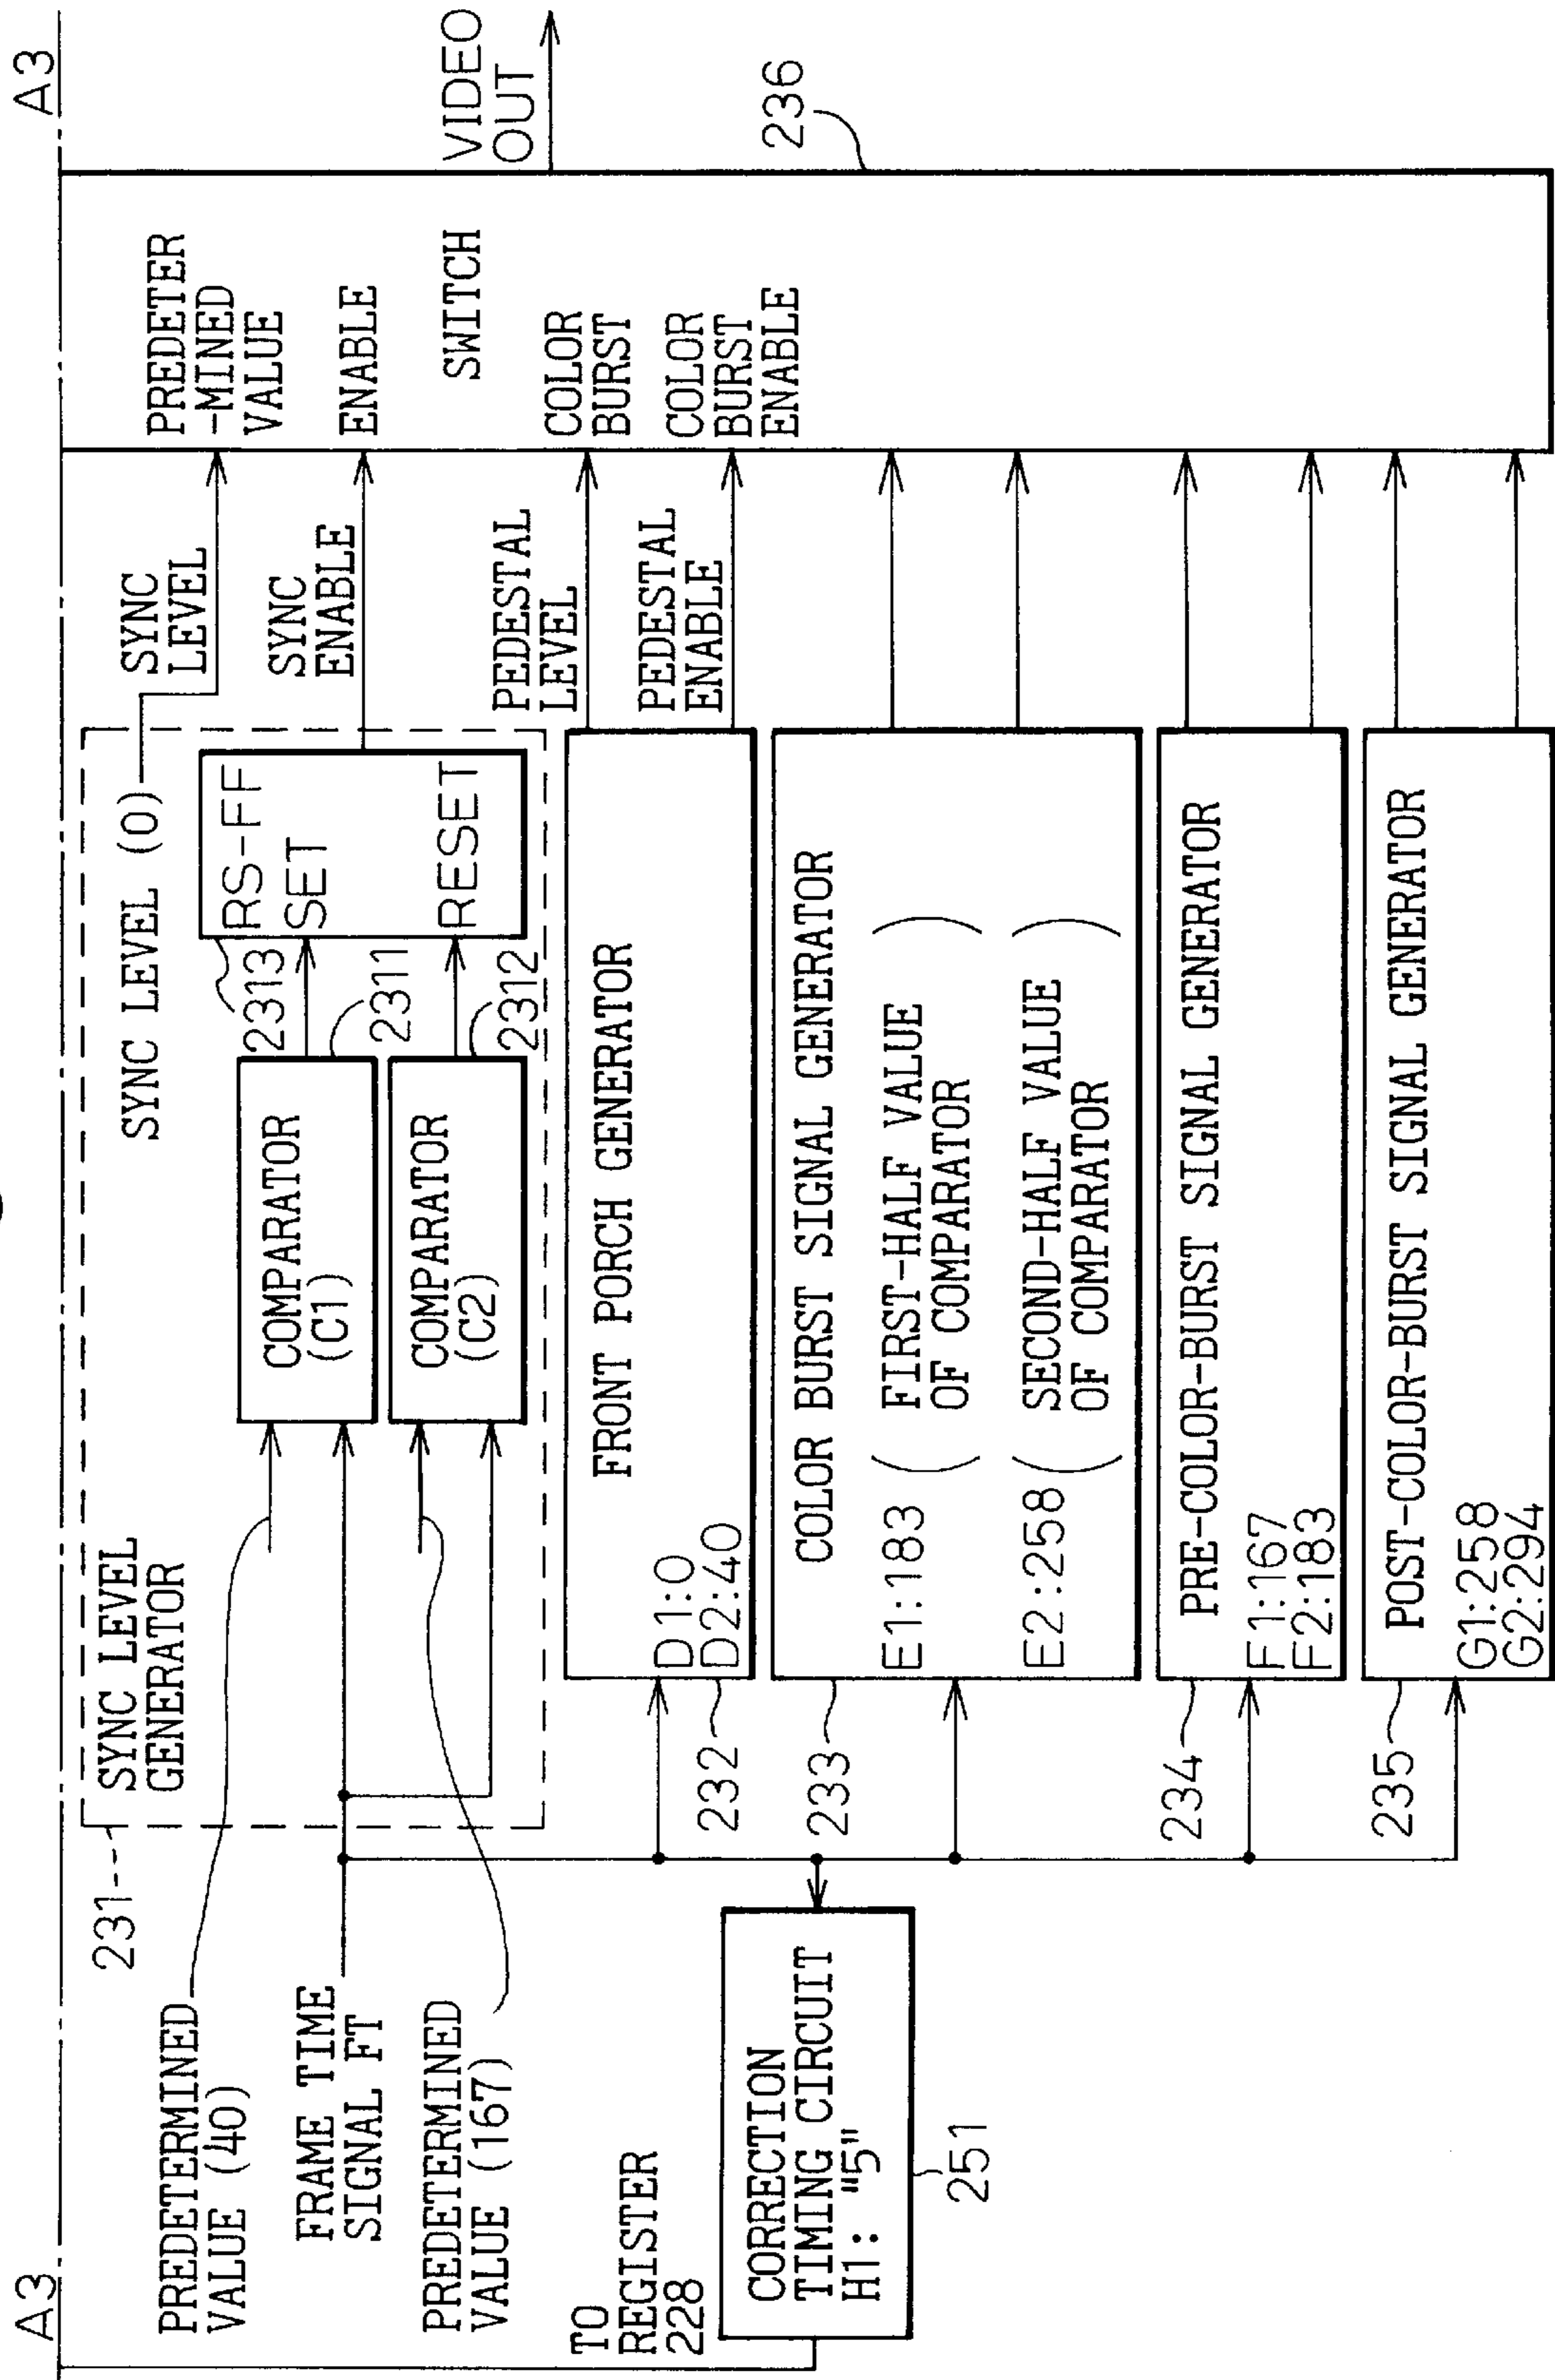 A3
A3
PREDETERMINED
VALUE (40)
FRAME TIME
SIGNAL FT
PREDETERMINED
VALUE (167)
TO
REGISTER
228
CORRECTION
TIMING CIRCUIT
H1: "5"
251
231
SYNC LEVEL
GENERATOR
SYNC LEVEL (0)
COMPARATOR
(C1)
COMPARATOR
(C2)
2313
2311
2312
RS-FF
SET
RESET
SYNC
LEVEL
SYNC
ENABLE
232
FRONT PORCH GENERATOR
D1:0
D2:40
PEDESTAL
LEVEL
PEDESTAL
ENABLE
233
COLOR BURST SIGNAL GENERATOR
E1:183 (FIRST-HALF VALUE
OF COMPARATOR)
E2:258 (SECOND-HALF VALUE
OF COMPARATOR)
234
PRE-COLOR-BURST SIGNAL GENERATOR
F1:167
F2:183
235
POST-COLOR-BURST SIGNAL GENERATOR
G1:258
G2:294
PREDETER
-MINED
VALUE
ENABLE
SWITCH
COLOR
BURST
COLOR
BURST
ENABLE
236
VIDEO
OUT